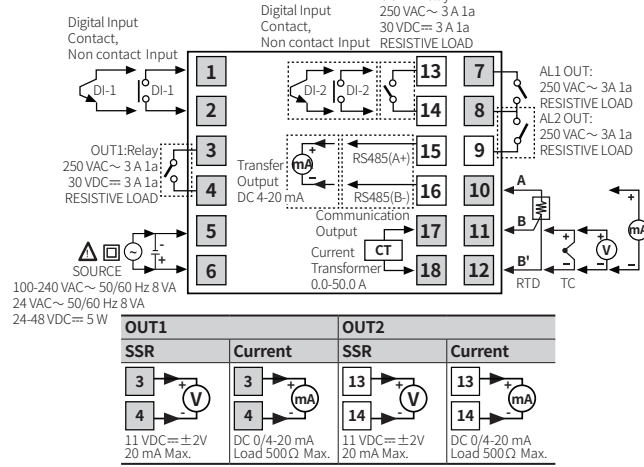 Digital Input
Contact,
Non contact Input
DI-1
DI-1
1
2
OUT1:Relay
250 VAC∼ 3 A 1a
30 VDC⎓ 3 A 1a
RESISTIVE LOAD
3
4
SOURCE
100-240 VAC∼ 50/60 Hz 8 VA
24 VAC∼ 50/60 Hz 8 VA
24-48 VDC⎓ 5 W
-
+
5
6
Digital Input
Contact,
Non contact Input
250 VAC∼ 3 A 1a
30 VDC⎓ 3 A 1a
RESISTIVE LOAD
DI-2
DI-2
13
14
Transfer
Output
DC 4-20 mA
+
mA
-
RS485(A+)
RS485(B-)
15
16
Communication
Output
Current
Transformer
0.0-50.0 A
CT
17
18
7
8
9
AL1 OUT:
250 VAC∼ 3A 1a
RESISTIVE LOAD
AL2 OUT:
250 VAC∼ 3A 1a
RESISTIVE LOAD
10
11
12
A
B
B'
RTD
+
-
TC
+
V
-
+
mA
-
OUT1
OUT2
SSR
Current
SSR
Current
3
4
+
V
-
3
4
+
mA
-
13
14
+
V
-
13
14
+
mA
-
11 VDC⎓ ±2V
20 mA Max.
DC 0/4-20 mA
Load 500Ω Max.
11 VDC⎓ ±2V
20 mA Max.
DC 0/4-20 mA
Load 500Ω Max.